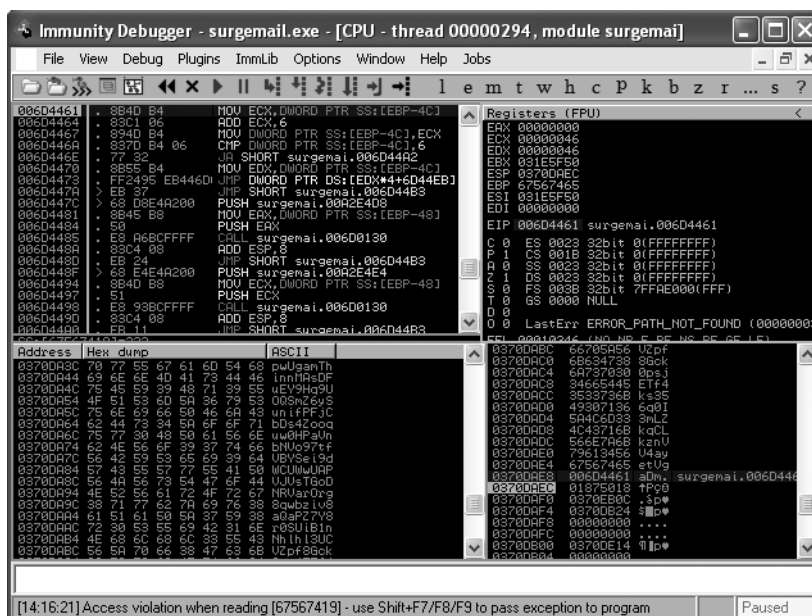 Immunity Debugger - surgemail.exe - [CPU - thread 00000294, module surgemai]
File View Debug Plugins ImmLib Options Window Help Jobs
l e m t w h c P k b z r ... s ?
006D4461 . 8B4D B4 MOV ECX,DWORD PTR SS:[EBP-4C]
006D4464 . 83C1 06 ADD ECX,6
006D4467 . 894D B4 MOV DWORD PTR SS:[EBP-4C],ECX
006D446A . 837D B4 06 CMP DWORD PTR SS:[EBP-4C],6
006D446E . 77 32 JA SHORT surgemai.006D44A2
006D4470 . 8B55 B4 MOV EDX,DWORD PTR SS:[EBP-4C]
006D4473 . FF2495 EB446D JMP DWORD PTR DS:[EDX*4+6D44EB]
006D447A > EB 37 JMP SHORT surgemai.006D44B3
006D447C > 68 D8E4A200 PUSH surgemai.00A2E4D8
006D4481 . 8B45 B8 MOV EAX,DWORD PTR SS:[EBP-48]
006D4484 . 50 PUSH EAX
006D4485 . E8 A6BCFFFF CALL surgemai.006D0130
006D448A . 83C4 08 ADD ESP,8
006D448D . EB 24 JMP SHORT surgemai.006D44B3
006D448F > 68 E4E4A200 PUSH surgemai.00A2E4E4
006D4494 . 8B4D B8 MOV ECX,DWORD PTR SS:[EBP-48]
006D4497 . 51 PUSH ECX
006D4498 . E8 93BCFFFF CALL surgemai.006D0130
006D449D . 83C4 08 ADD ESP,8
006D44A0 . EB 11 JMP SHORT surgemai.006D44B3
Registers (FPU) <
EAX 00000000
ECX 00000046
EDX 00000046
EBX 031E5F50
ESP 0370DAEC
EBP 67567465
ESI 031E5F50
EDI 00000000
EIP 006D4461 surgemai.006D4461
C 0 ES 0023 32bit 0(FFFFFFFF)
P 1 CS 001B 32bit 0(FFFFFFFF)
A 0 SS 0023 32bit 0(FFFFFFFF)
Z 1 DS 0023 32bit 0(FFFFFFFF)
S 0 FS 003B 32bit 7FFAE000(FFF)
T 0 GS 0000 NULL
D 0
O 0 LastErr ERROR_PATH_NOT_FOUND
Address Hex dump ASCII
0370DA3C 70 77 55 67 61 6D 54 68 pwUgamTh
0370DA44 69 6E 6E 4D 41 73 44 46 innMAsDF
0370DA4C 75 45 59 39 48 71 39 55 uEY9Hq9U
0370DA54 4F 51 53 6D 5A 36 79 53 OQSmZ6yS
0370DA5C 75 6E 69 66 50 46 6A 43 unifPFjC
0370DA64 62 44 73 34 5A 6F 6F 71 bDs4Zooq
0370DA6C 75 77 30 48 50 61 56 6E uw0HPaVn
0370DA74 62 4E 56 6F 39 37 74 66 bNVo97tf
0370DA7C 56 42 59 53 65 69 39 64 VBYSei9d
0370DA84 57 43 55 57 77 55 41 50 WCUWwUAP
0370DA8C 56 4A 56 73 54 47 6F 44 VJVsTGoD
0370DA94 4E 52 56 61 72 4F 72 67 NRVarOrg
0370DA9C 38 71 77 62 7A 69 76 38 8qwbziv8
0370DAA4 61 51 61 50 5A 37 59 38 aQaPZ7Y8
0370DAAC 72 30 53 55 69 42 31 6E r0SUiB1n
0370DAB4 4E 68 6C 68 6C 33 55 43 Nhlhl3UC
0370DABC 56 5A 70 66 38 47 63 6B VZpf8Gck
0370DABC 66705A56 VZpf
0370DAC0 6B634738 8Gck
0370DAC4 6A737030 0psj
0370DAC8 34665445 ETf4
0370DACC 3533736B ks35
0370DAD0 49307136 6q0I
0370DAD4 5A4C6D33 3mLZ
0370DAD8 4C43716B kqCL
0370DADC 566E7A6B kznV
0370DAE0 79613456 V4ay
0370DAE4 67567465 etVg
0370DAE8 006D4461 aDm. surgemai.006D446
0370DAEC 01875018
0370DAF0 0370EB0C
0370DAF4 0370DB24
0370DAF8 00000000 ....
0370DAFC 00000000 ....
0370DB00 0370DE14
[14:16:21] Access violation when reading [67567419] - use Shift+F7/F8/F9 to pass exception to program Paused